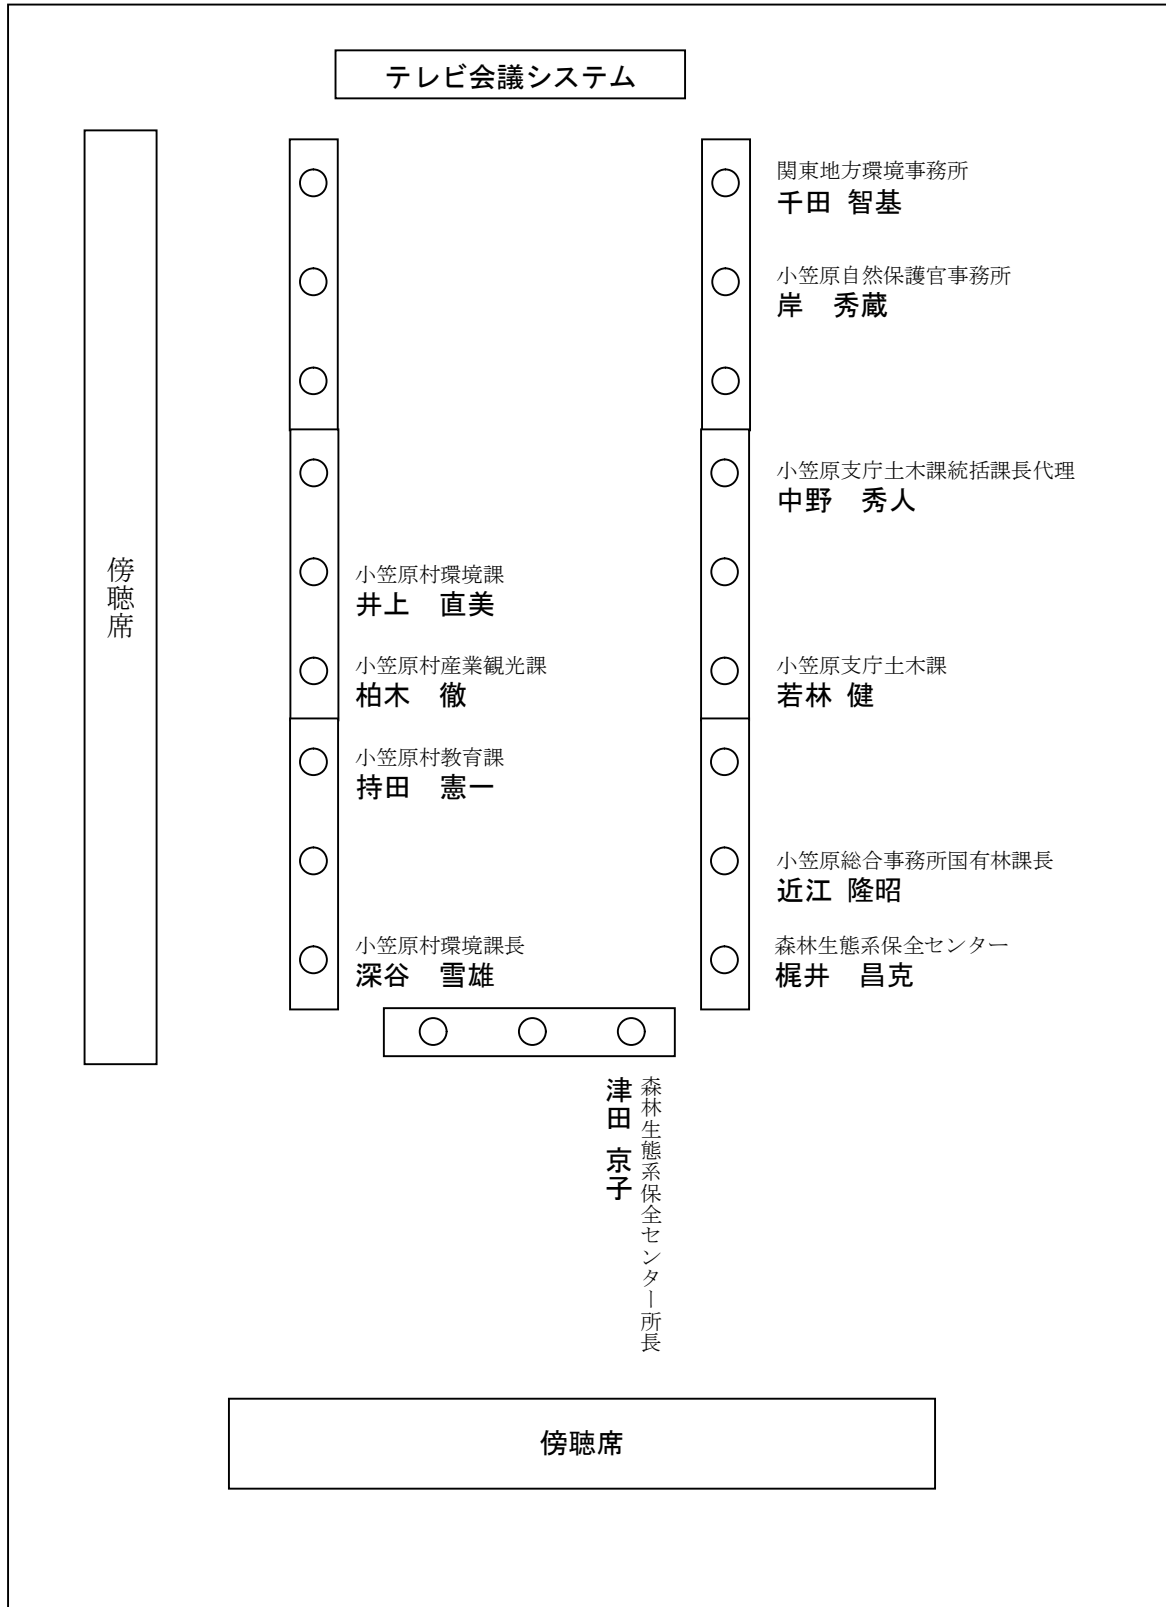 テレビ会議システム
傍聴席
関東地方環境事務所
千田 智基
小笠原自然保護官事務所
岸　秀蔵
小笠原支庁土木課統括課長代理
中野　秀人
小笠原村環境課
井上　直美
小笠原村産業観光課
柏木　徹
小笠原支庁土木課
若林 健
小笠原村教育課
持田　憲一
小笠原総合事務所国有林課長
近江 隆昭
小笠原村環境課長
深谷　雪雄
森林生態系保全センター
梶井　昌克
森林生態系保全センター所長
津田 京子
傍聴席